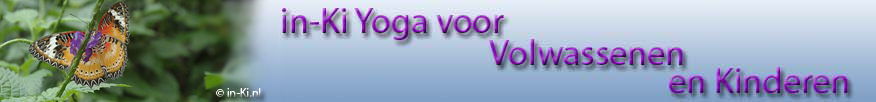 in-Ki Yoga voor
Volwassenen
en Kinderen
© in-Ki.nl